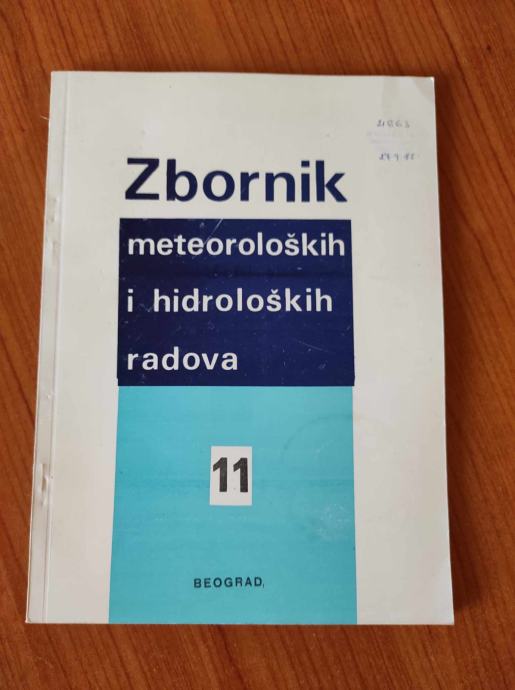 Zbornik
meteoroloških
i hidroloških
radova
11
BEOGRAD,